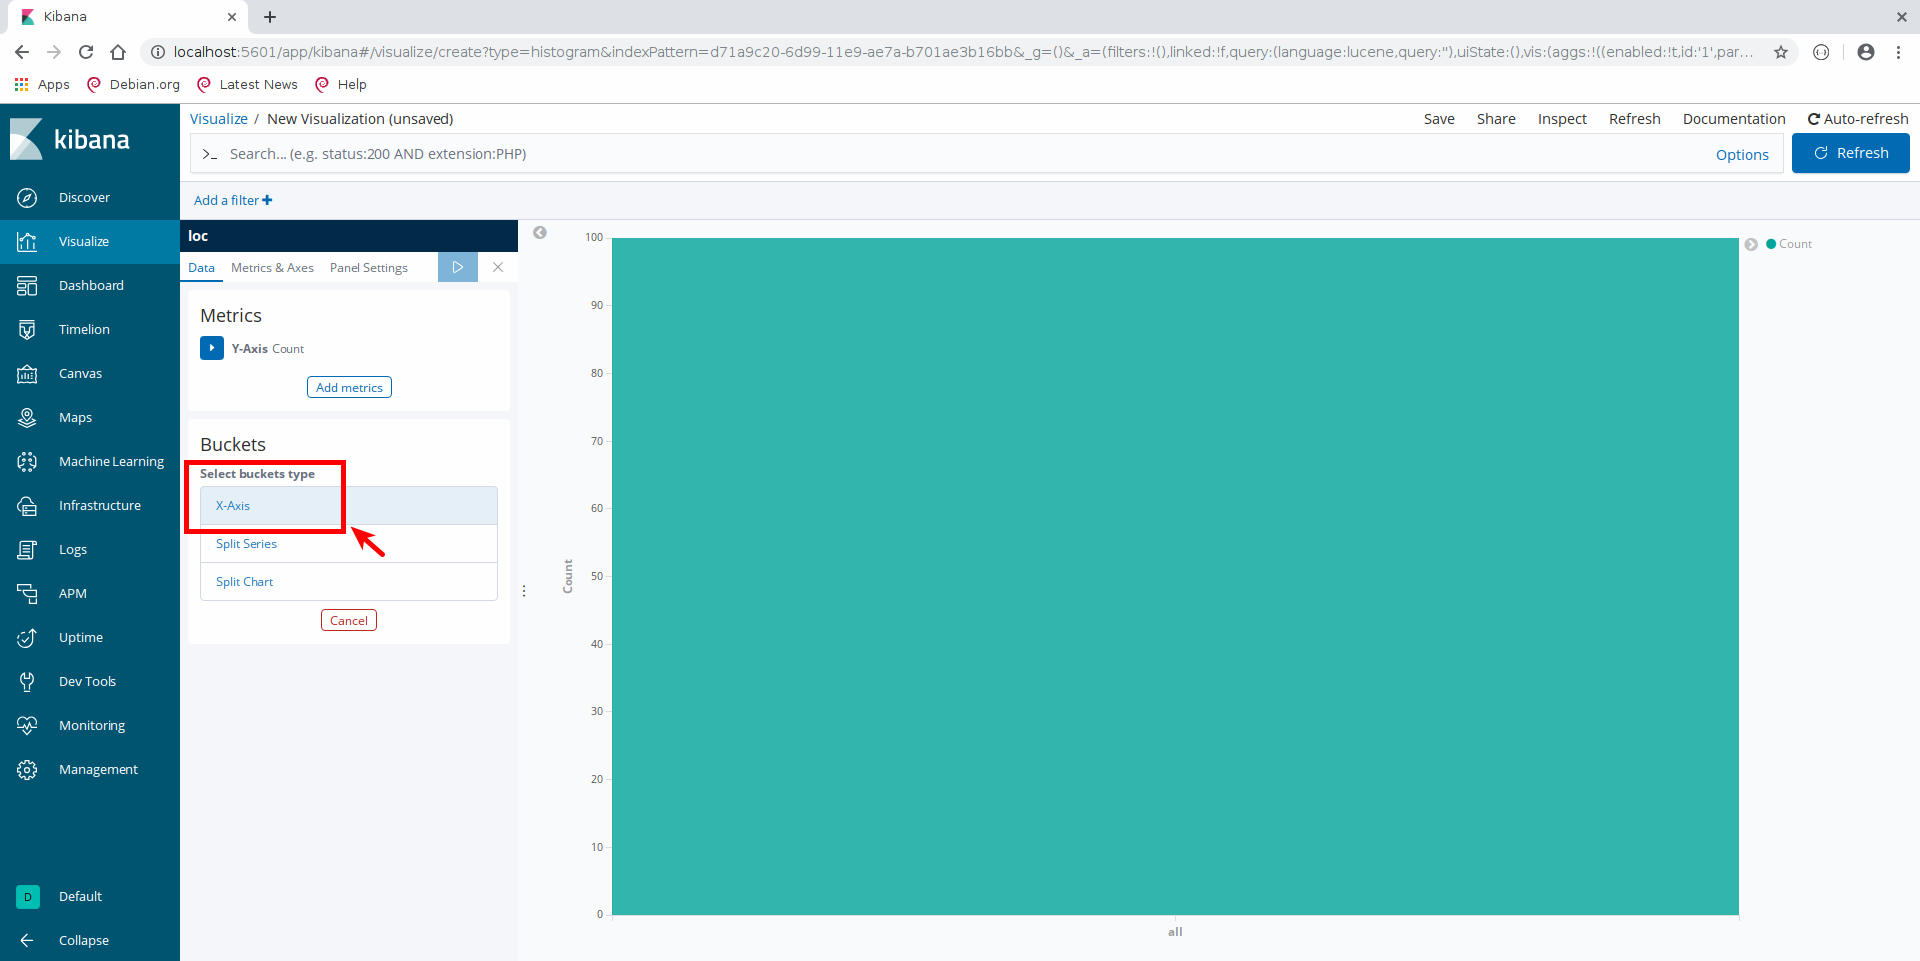 Kibana
localhost:5601/app/kibana#/visualize/create?type=histogram&indexPattern=d71a9c20-6d99-11e9-ae7a-b701ae3b16bb&_g=()&_a=(filters:!(),linked:!f,query:(language:lucene,query:''),uiState:(),vis:(aggs:!((enabled:!t,id:'1',par...
Apps Debian.org Latest News Help
kibana
Discover
Visualize
Dashboard
Timelion
Canvas
Maps
Machine Learning
Infrastructure
Logs
APM
Uptime
Dev Tools
Monitoring
Management
D Default
Collapse
Visualize / New Visualization (unsaved)
Save Share Inspect Refresh Documentation Auto-refresh
>_ Search... (e.g. status:200 AND extension:PHP) Options Refresh
Add a filter +
loc
Data Metrics & Axes Panel Settings
Metrics
Y-Axis Count
Add metrics
Buckets
Select buckets type
X-Axis
Split Series
Split Chart
Cancel
Count
100
90
80
70
60
50
40
30
20
10
0
all
Count